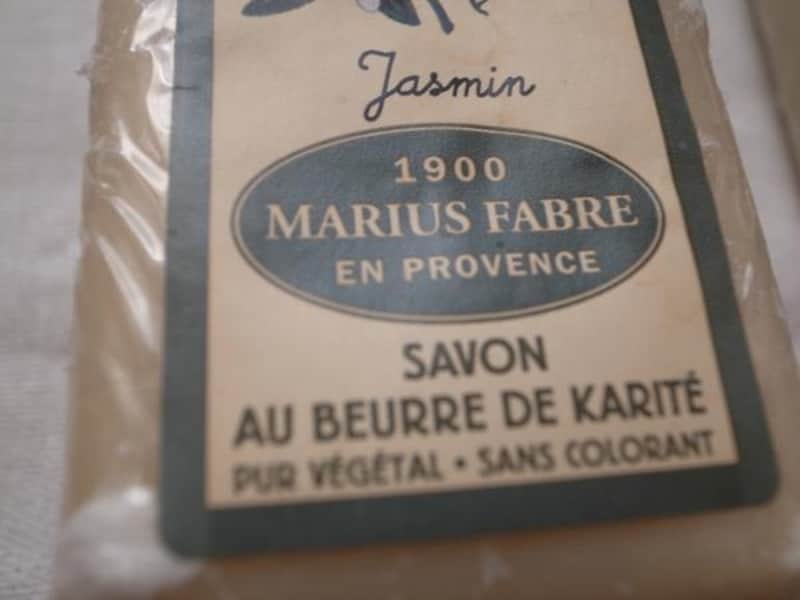 Jasmin
1900
MARIUS FABRE
EN PROVENCE
SAVON
AU BEURRE DE KARITÉ
PUR VÉGÉTAL • SANS COLORANT